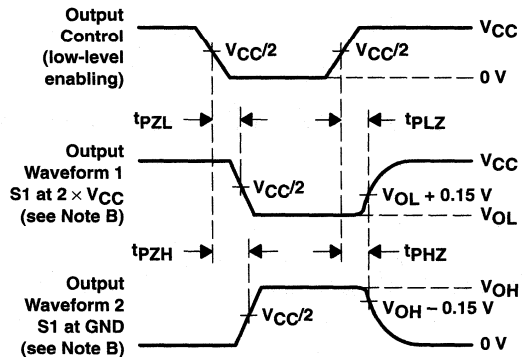 Output
Control
(low-level
enabling)
VCC/2
VCC/2
VCC
0 V
tPZL
tPLZ
Output
Waveform 1
S1 at 2 × VCC
(see Note B)
VCC/2
VCC
VOL + 0.15 V
VOL
tPZH
tPHZ
Output
Waveform 2
S1 at GND
(see Note B)
VCC/2
VOH
VOH − 0.15 V
0 V